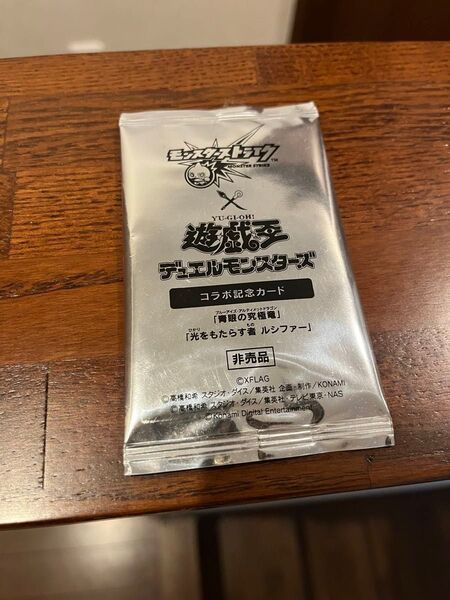 モンスターストライク™
MONSTER STRIKE
×
YU-GI-OH!
遊戯王
デュエルモンスターズ
コラボ記念カード
ブルーアイズ・アルティメットドラゴン
「青眼の究極竜」
ひかり もの
「光をもたらす者 ルシファー」
非売品
©XFLAG
©高橋和希 スタジオ・ダイス/集英社 企画・制作/KONAMI
©高橋和希 スタジオ・ダイス/集英社・テレビ東京・NAS
©Konami Digital Entertainment